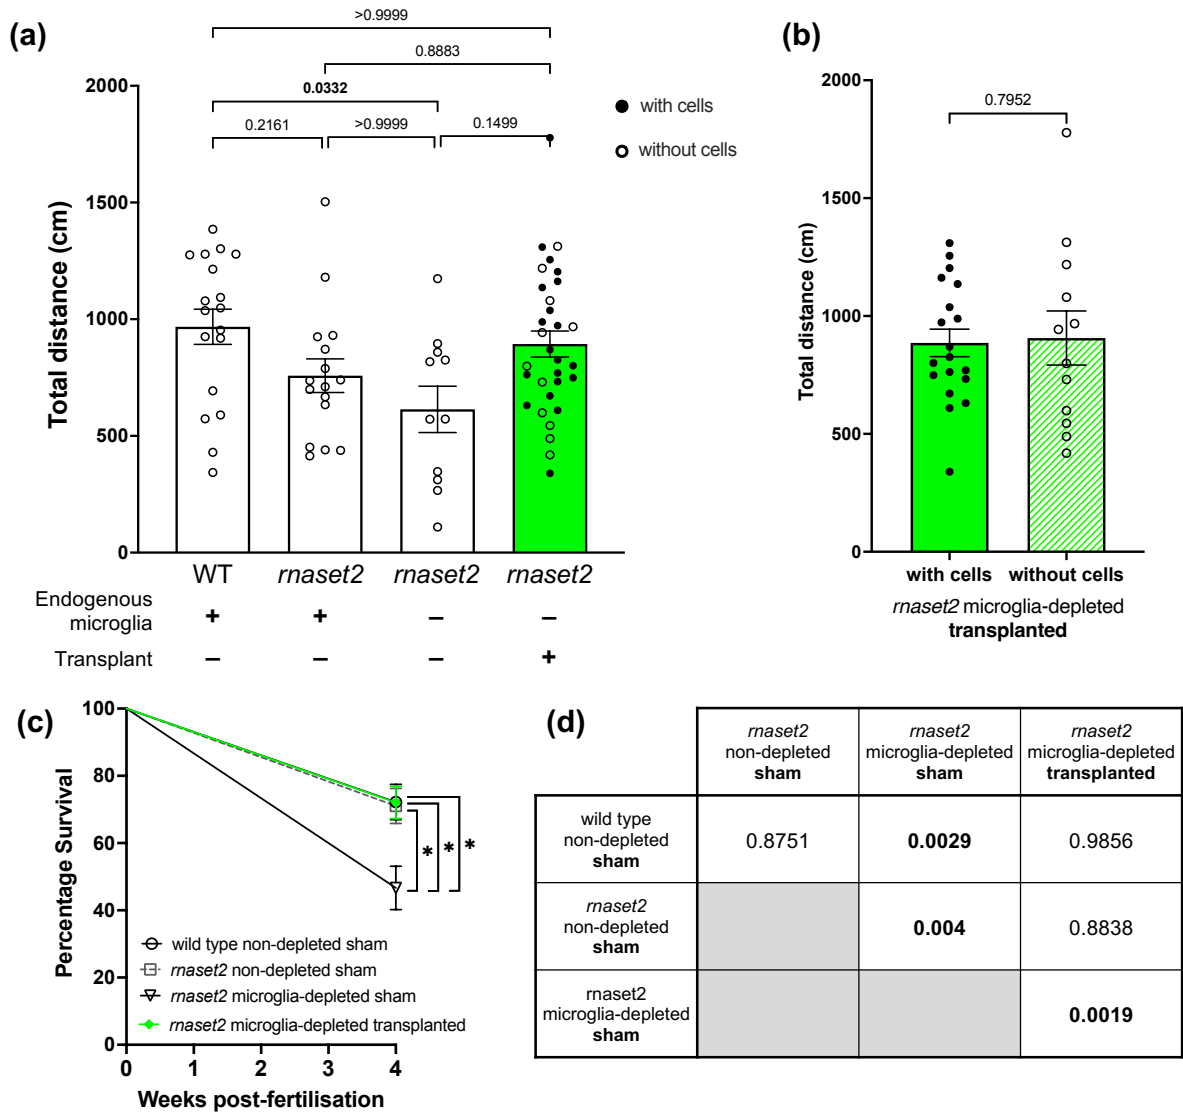 (a)
>0.9999
0.8883
0.0332
0.2161
>0.9999
0.1499
with cells
without cells
Total distance (cm)
2000
1500
1000
500
0
WT
rnaset2
rnaset2
rnaset2
Endogenous
microglia
+
+
–
–
Transplant
–
–
–
+
(b)
0.7952
Total distance (cm)
2000
1500
1000
500
0
with cells
without cells
rnaset2 microglia-depleted
transplanted
(c)
Percentage Survival
100
80
60
40
20
0
*
*
*
wild type non-depleted sham
rnaset2 non-depleted sham
rnaset2 microglia-depleted sham
rnaset2 microglia-depleted transplanted
0
1
2
3
4
Weeks post-fertilisation
(d)
rnaset2
non-depleted
sham
rnaset2
microglia-depleted
sham
rnaset2
microglia-depleted
transplanted
wild type
non-depleted
sham
0.8751
0.0029
0.9856
rnaset2
non-depleted
sham
0.004
0.8838
rnaset2
microglia-depleted
sham
0.0019